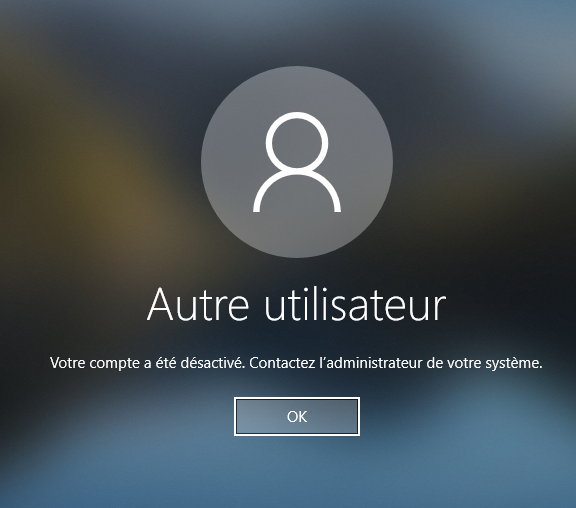 Autre utilisateur
Votre compte a été désactivé. Contactez l’administrateur de votre système.
OK